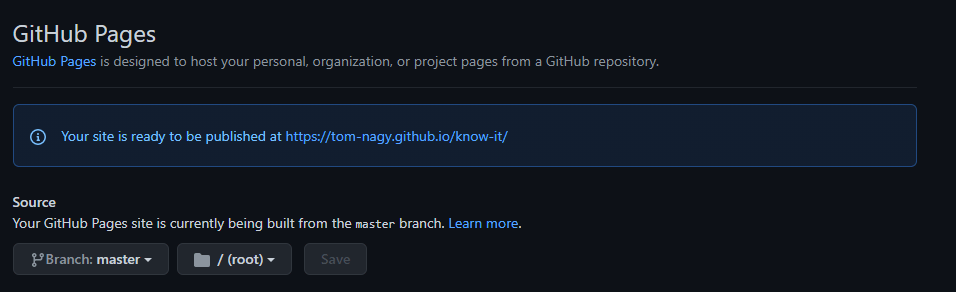 GitHub Pages
GitHub Pages is designed to host your personal, organization, or project pages from a GitHub repository.
Your site is ready to be published at https://tom-nagy.github.io/know-it/
Source
Your GitHub Pages site is currently being built from the master branch. Learn more.
Branch: master / (root) Save